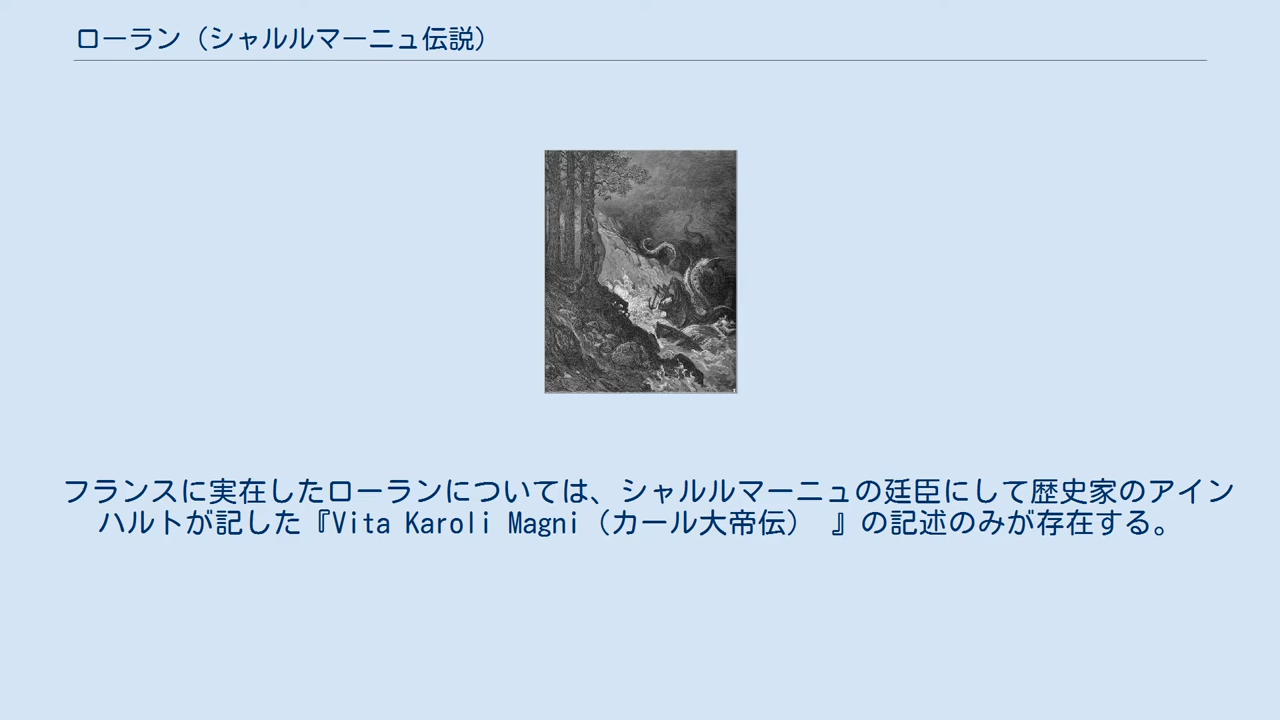 ローラン（シャルルマーニュ伝説）
フランスに実在したローランについては、シャルルマーニュの廷臣にして歴史家のアイン
ハルトが記した『Vita Karoli Magni（カール大帝伝） 』の記述のみが存在する。